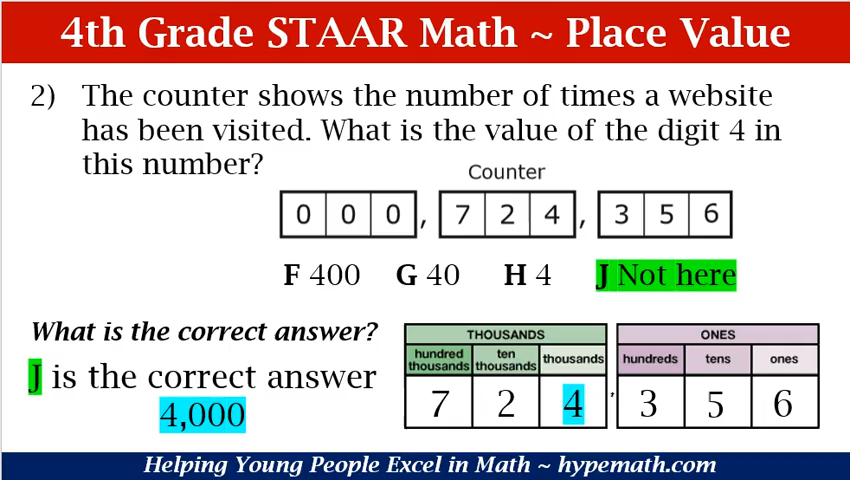 4th Grade STAAR Math ~ Place Value
2) The counter shows the number of times a website
has been visited. What is the value of the digit 4 in
this number?
Counter
0 0 0 , 7 2 4 , 3 5 6
F 400 G 40 H 4 J Not here
What is the correct answer?
J is the correct answer
4,000
THOUSANDS ONES
hundred thousands ten thousands thousands hundreds tens ones
7 2 4 , 3 5 6
Helping Young People Excel in Math ~ hypemath.com